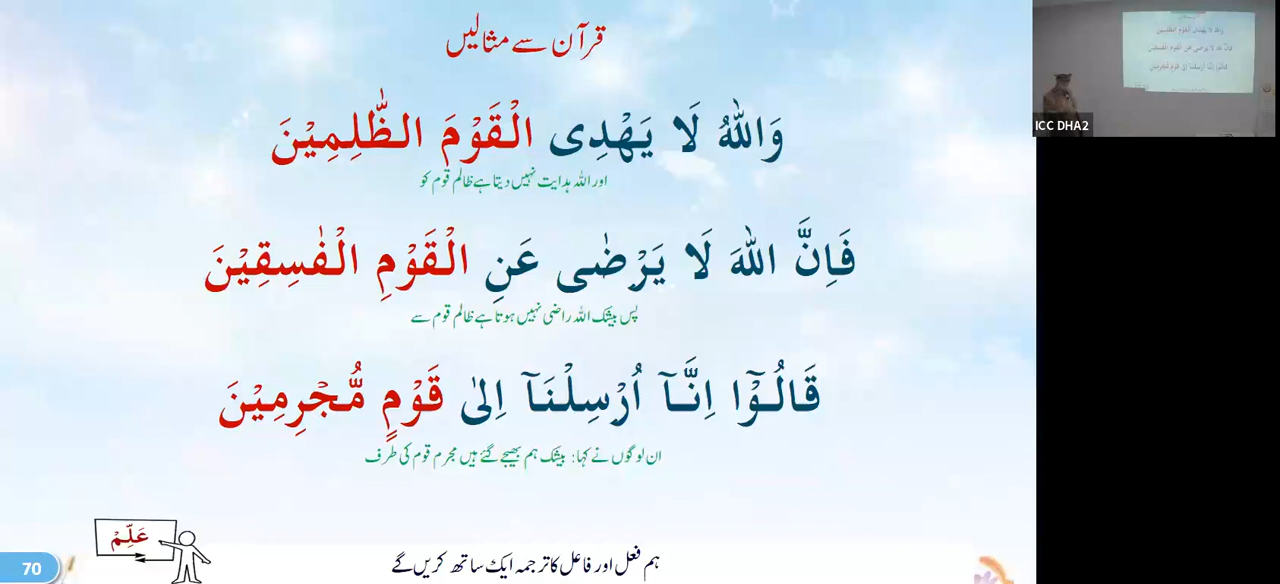 قرآن سے مثالیں
وَاللّٰهُ لَا يَهْدِى الْقَوْمَ الظّٰلِمِيْنَ
اور اللہ ہدایت نہیں دیتا ہے ظالم قوم کو
فَاِنَّ اللّٰهَ لَا يَرْضٰى عَنِ الْقَوْمِ الْفٰسِقِيْنَ
پس بیشک اللہ راضی نہیں ہوتا ہے ظالم قوم سے
قَالُوْٓا اِنَّآ اُرْسِلْنَآ اِلٰى قَوْمٍ مُّجْرِمِيْنَ
ان لوگوں نے کہا: بیشک ہم بھیجے گئے ہیں مجرم قوم کی طرف
عَلِّمْ
ہم فعل اور فاعل کا ترجمہ ایک ساتھ کریں گے
70
ICC DHA2